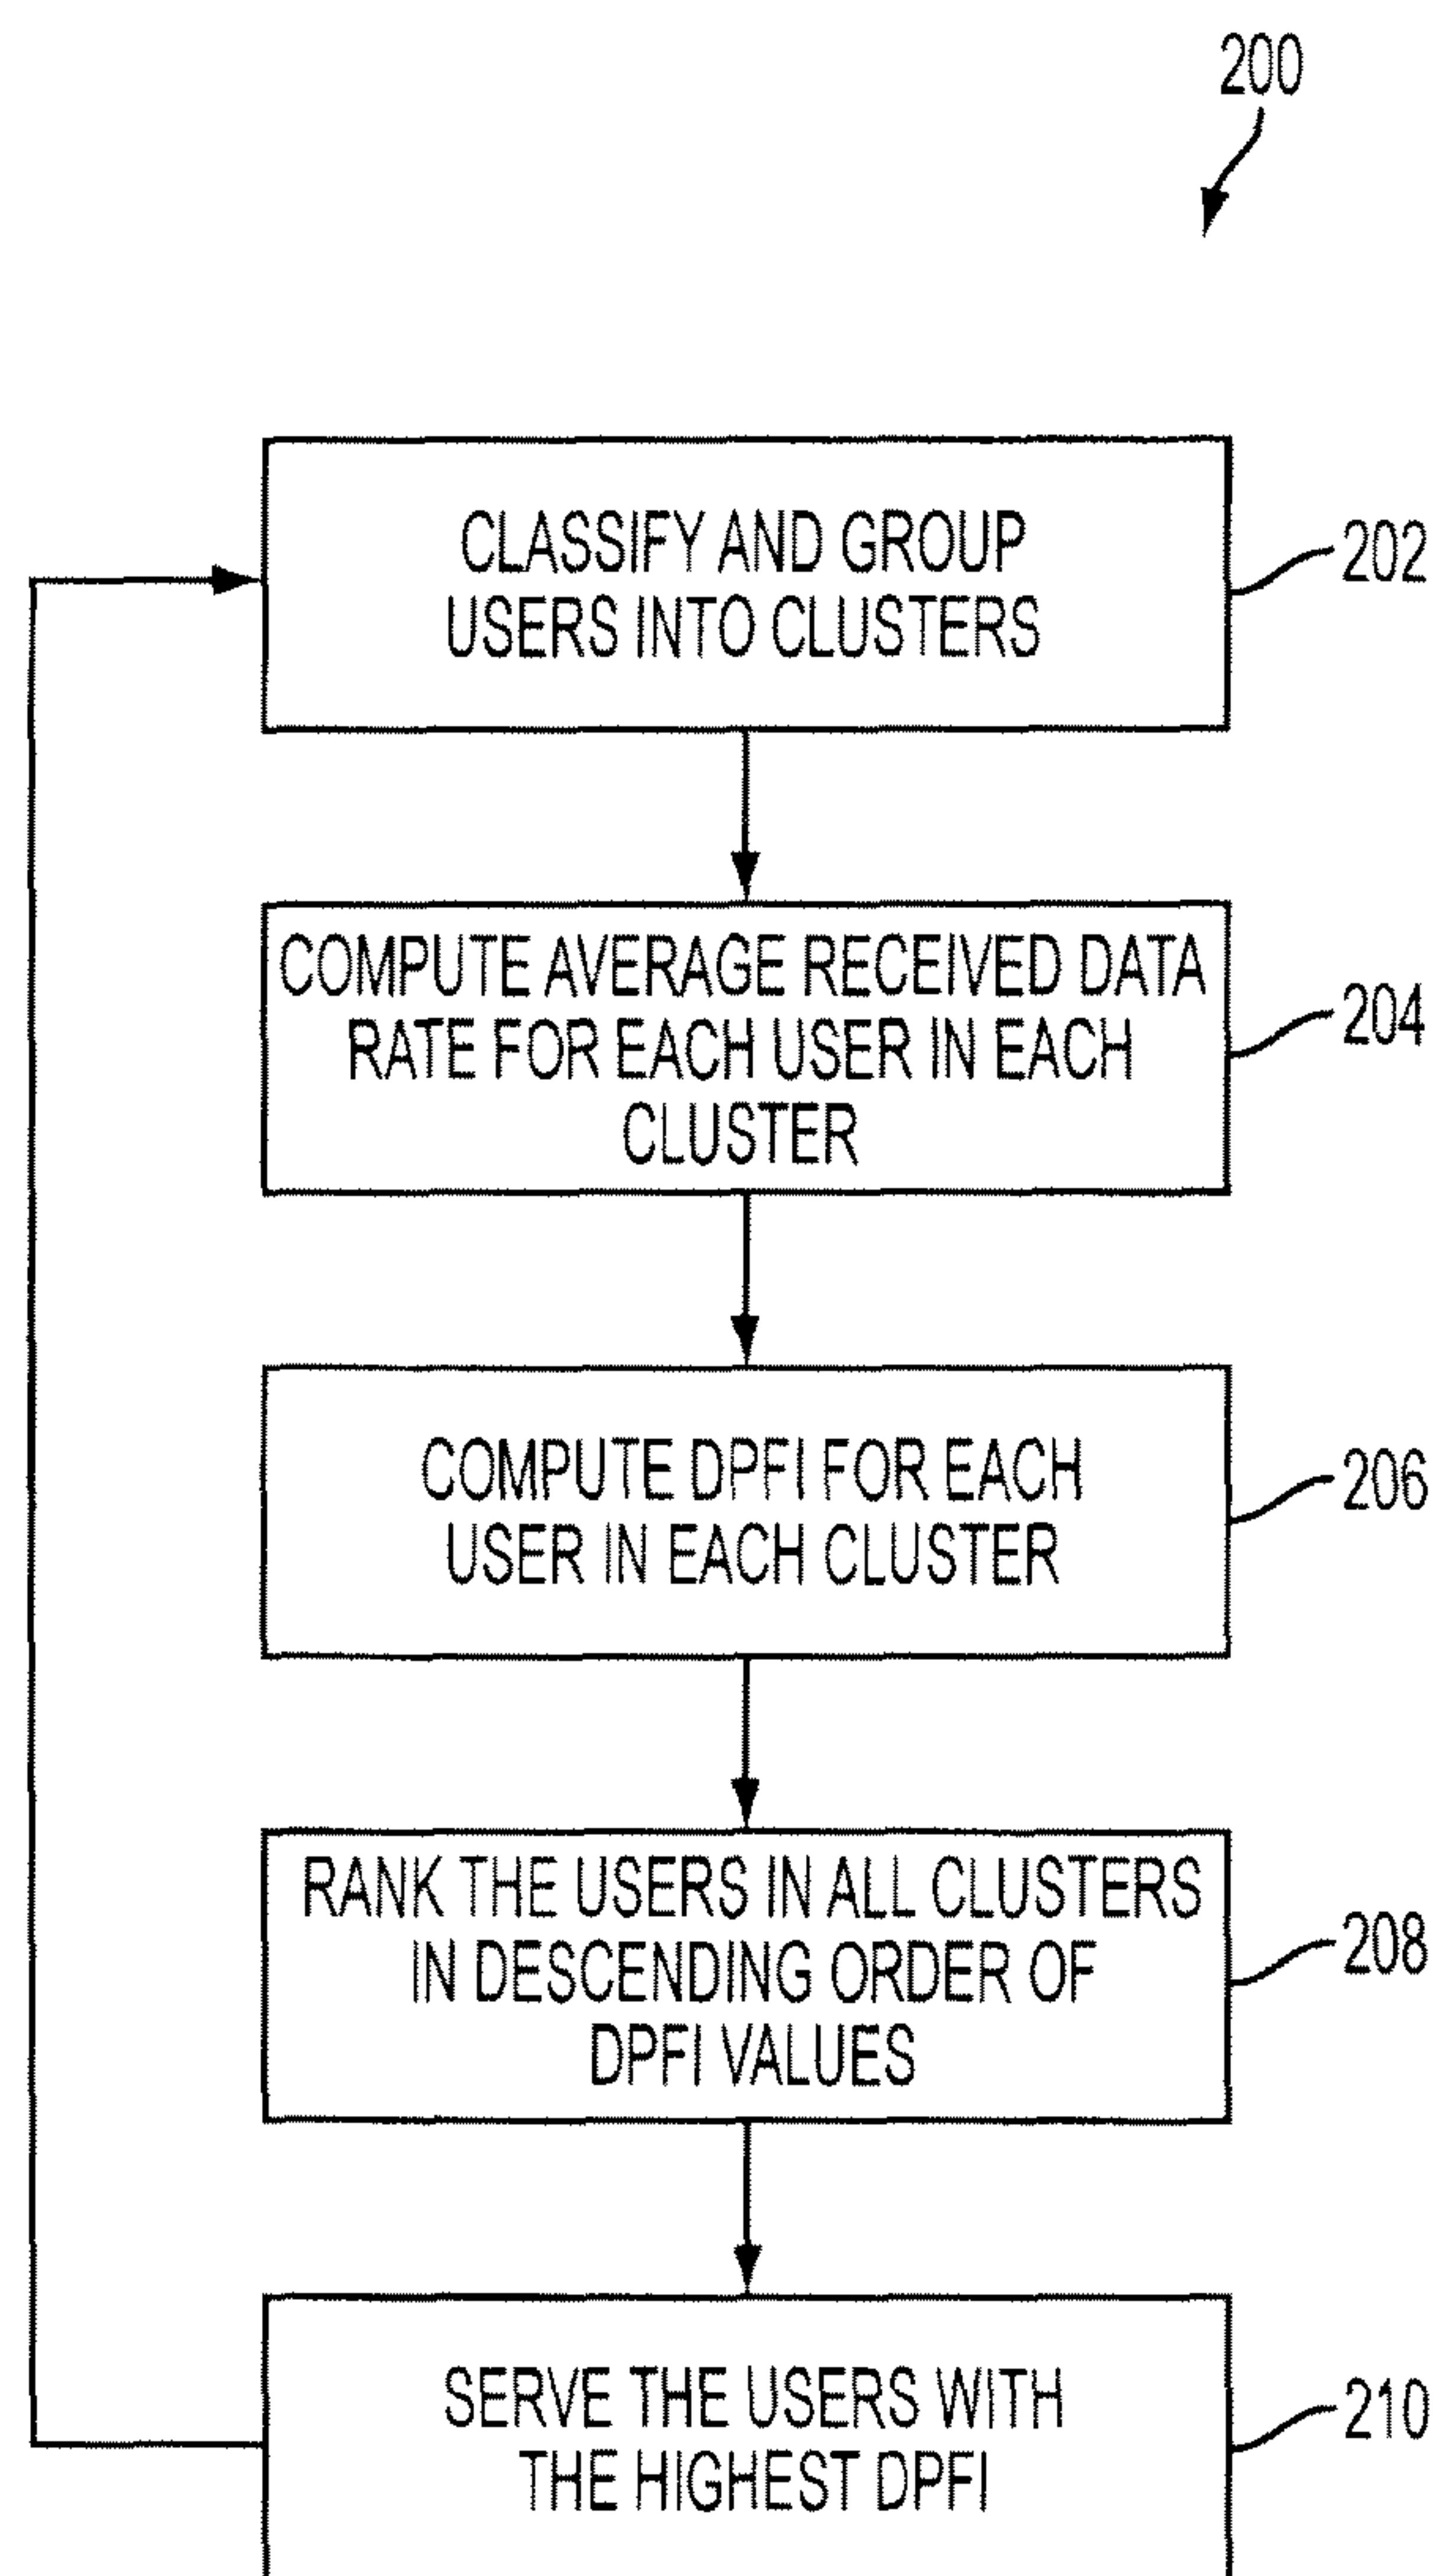 200
CLASSIFY AND GROUP
USERS INTO CLUSTERS
202
COMPUTE AVERAGE RECEIVED DATA
RATE FOR EACH USER IN EACH
CLUSTER
204
COMPUTE DPFI FOR EACH
USER IN EACH CLUSTER
206
RANK THE USERS IN ALL CLUSTERS
IN DESCENDING ORDER OF
DPFI VALUES
208
SERVE THE USERS WITH
THE HIGHEST DPFI
210